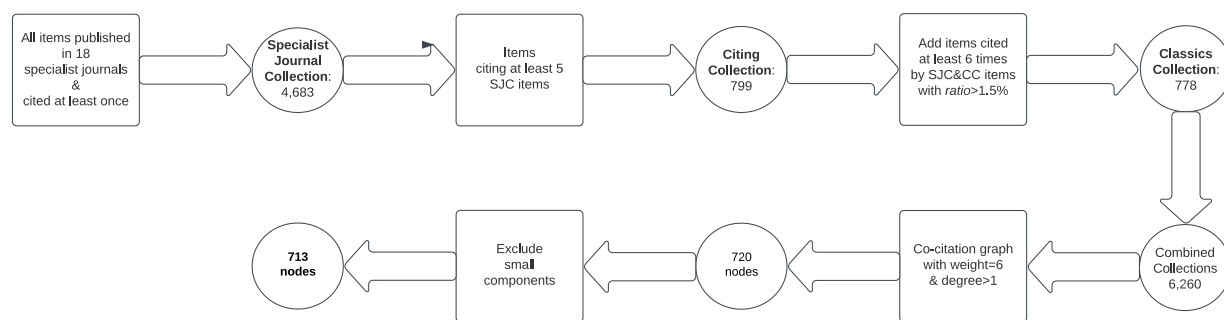 All items published
in 18
specialist journals
&
cited at least once
Specialist
Journal
Collection:
4,683
Items
citing at least 5
SJC items
Citing
Collection:
799
Add items cited
at least 6 times
by SJC&CC items
with ratio>1.5%
Classics
Collection:
778
Combined
Collections
6,260
Co-citation graph
with weight=6
& degree>1
720
nodes
Exclude
small
components
713
nodes